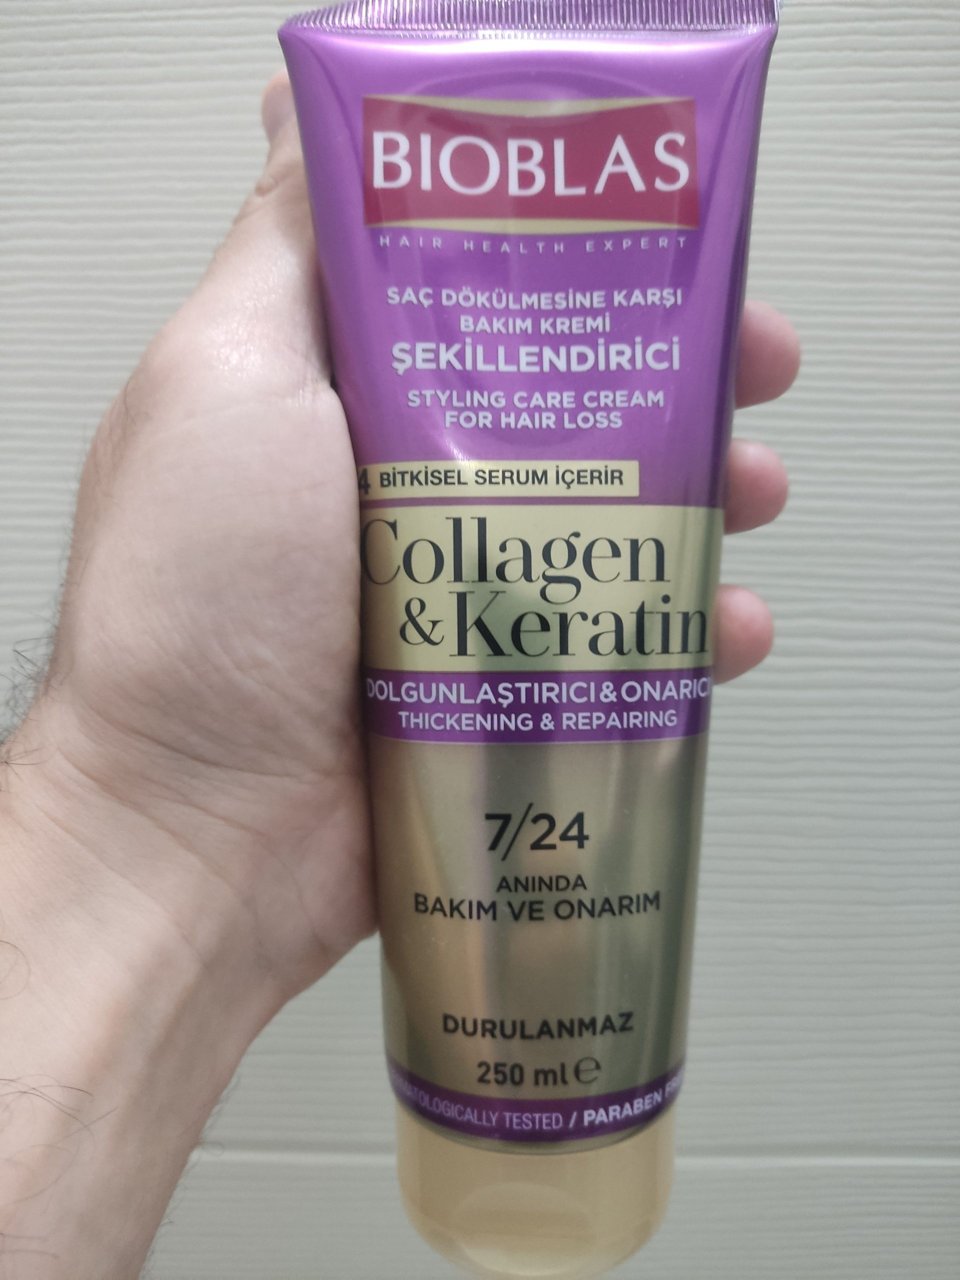 BIOBLAS
HAIR HEALTH EXPERT
SAÇ DÖKÜLMESİNE KARŞI
BAKIM KREMİ
ŞEKİLLENDİRİCİ
STYLING CARE CREAM
FOR HAIR LOSS
4 BİTKİSEL SERUM İÇERİR
Collagen
& Keratin
DOLGUNLAŞTIRICI & ONARICI
THICKENING & REPAIRING
7/24
ANINDA
BAKIM VE ONARIM
DURULANMAZ
250 ml ℮
TESTED / PARABEN